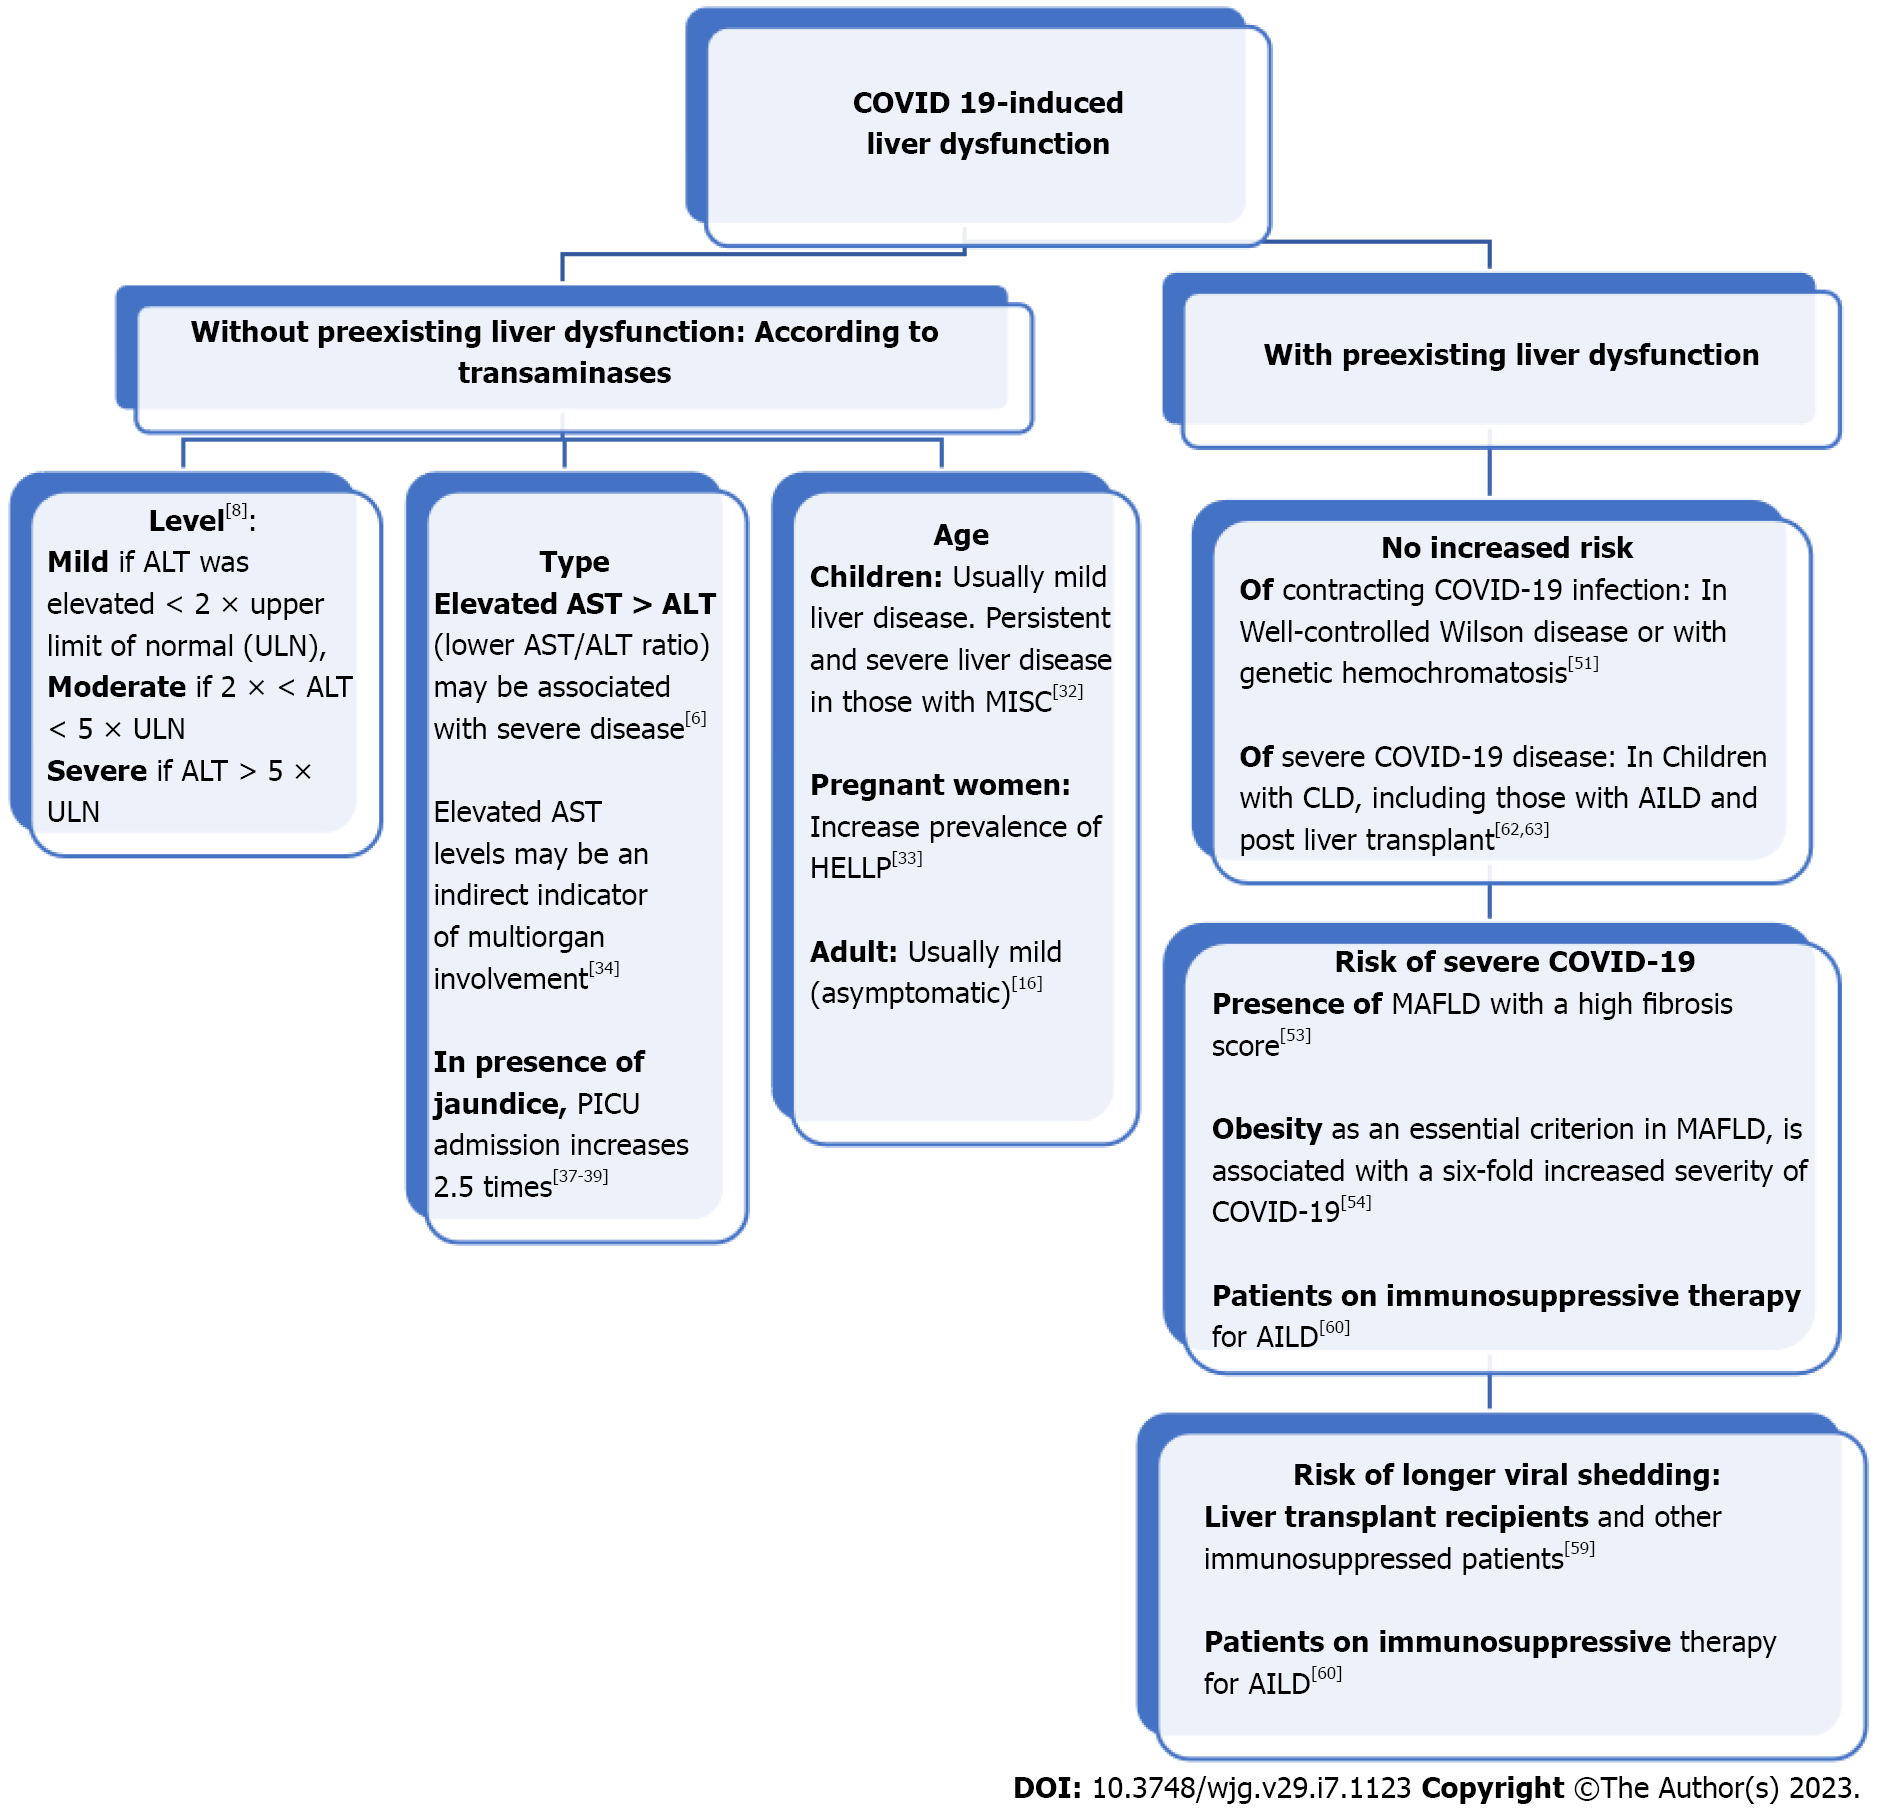 COVID 19-induced
liver dysfunction
Without preexisting liver dysfunction: According to
transaminases
With preexisting liver dysfunction
Level[8]:
Mild if ALT was
elevated < 2 × upper
limit of normal (ULN),
Moderate if 2 × < ALT
< 5 × ULN
Severe if ALT > 5 ×
ULN
Type
Elevated AST > ALT
(lower AST/ALT ratio)
may be associated
with severe disease[6]
Elevated AST
levels may be an
indirect indicator
of multiorgan
involvement[34]
In presence of
jaundice, PICU
admission increases
2.5 times[37-39]
Age
Children: Usually mild
liver disease. Persistent
and severe liver disease
in those with MISC[32]
Pregnant women:
Increase prevalence of
HELLP[33]
Adult: Usually mild
(asymptomatic)[16]
No increased risk
Of contracting COVID-19 infection: In
Well-controlled Wilson disease or with
genetic hemochromatosis[51]
Of severe COVID-19 disease: In Children
with CLD, including those with AILD and
post liver transplant[62,63]
Risk of severe COVID-19
Presence of MAFLD with a high fibrosis
score[53]
Obesity as an essential criterion in MAFLD, is
associated with a six-fold increased severity of
COVID-19[54]
Patients on immunosuppressive therapy
for AILD[60]
Risk of longer viral shedding:
Liver transplant recipients and other
immunosuppressed patients[59]
Patients on immunosuppressive therapy
for AILD[60]
DOI: 10.3748/wjg.v29.i7.1123 Copyright ©The Author(s) 2023.